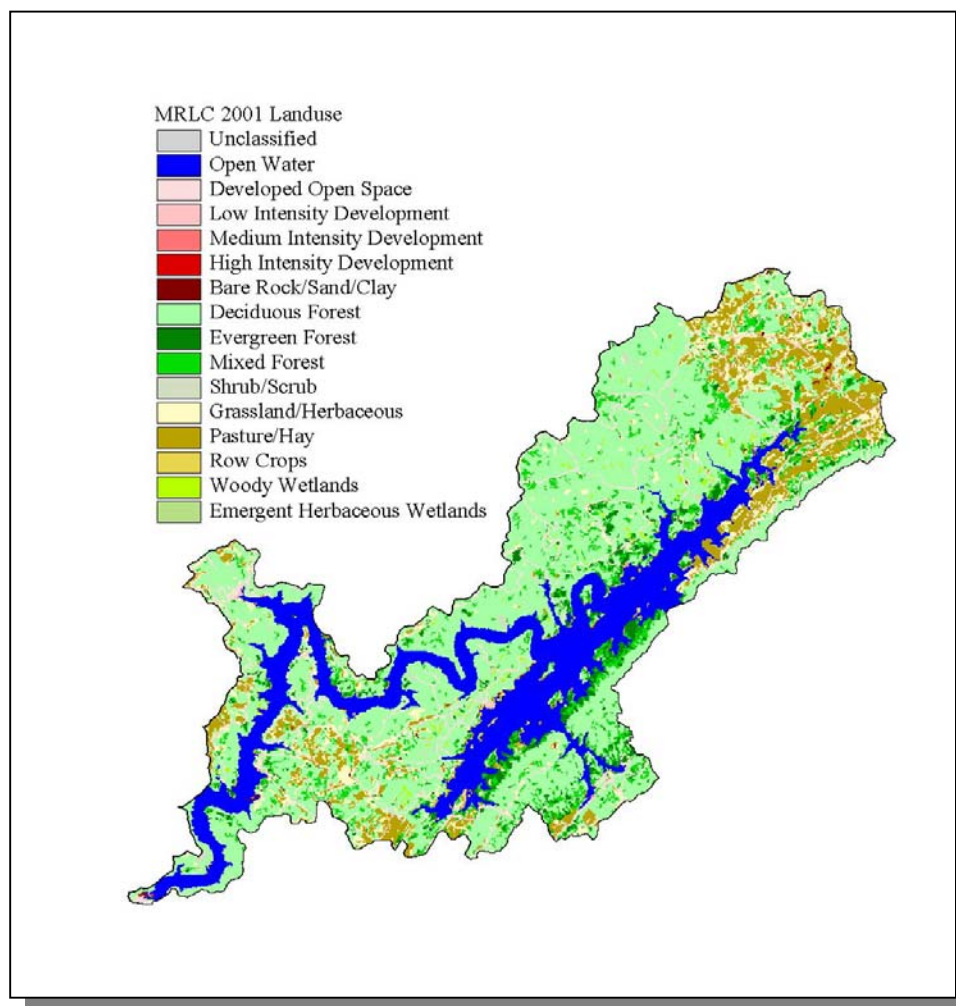 MRLC 2001 Landuse
Unclassified
Open Water
Developed Open Space
Low Intensity Development
Medium Intensity Development
High Intensity Development
Bare Rock/Sand/Clay
Deciduous Forest
Evergreen Forest
Mixed Forest
Shrub/Scrub
Grassland/Herbaceous
Pasture/Hay
Row Crops
Woody Wetlands
Emergent Herbaceous Wetlands